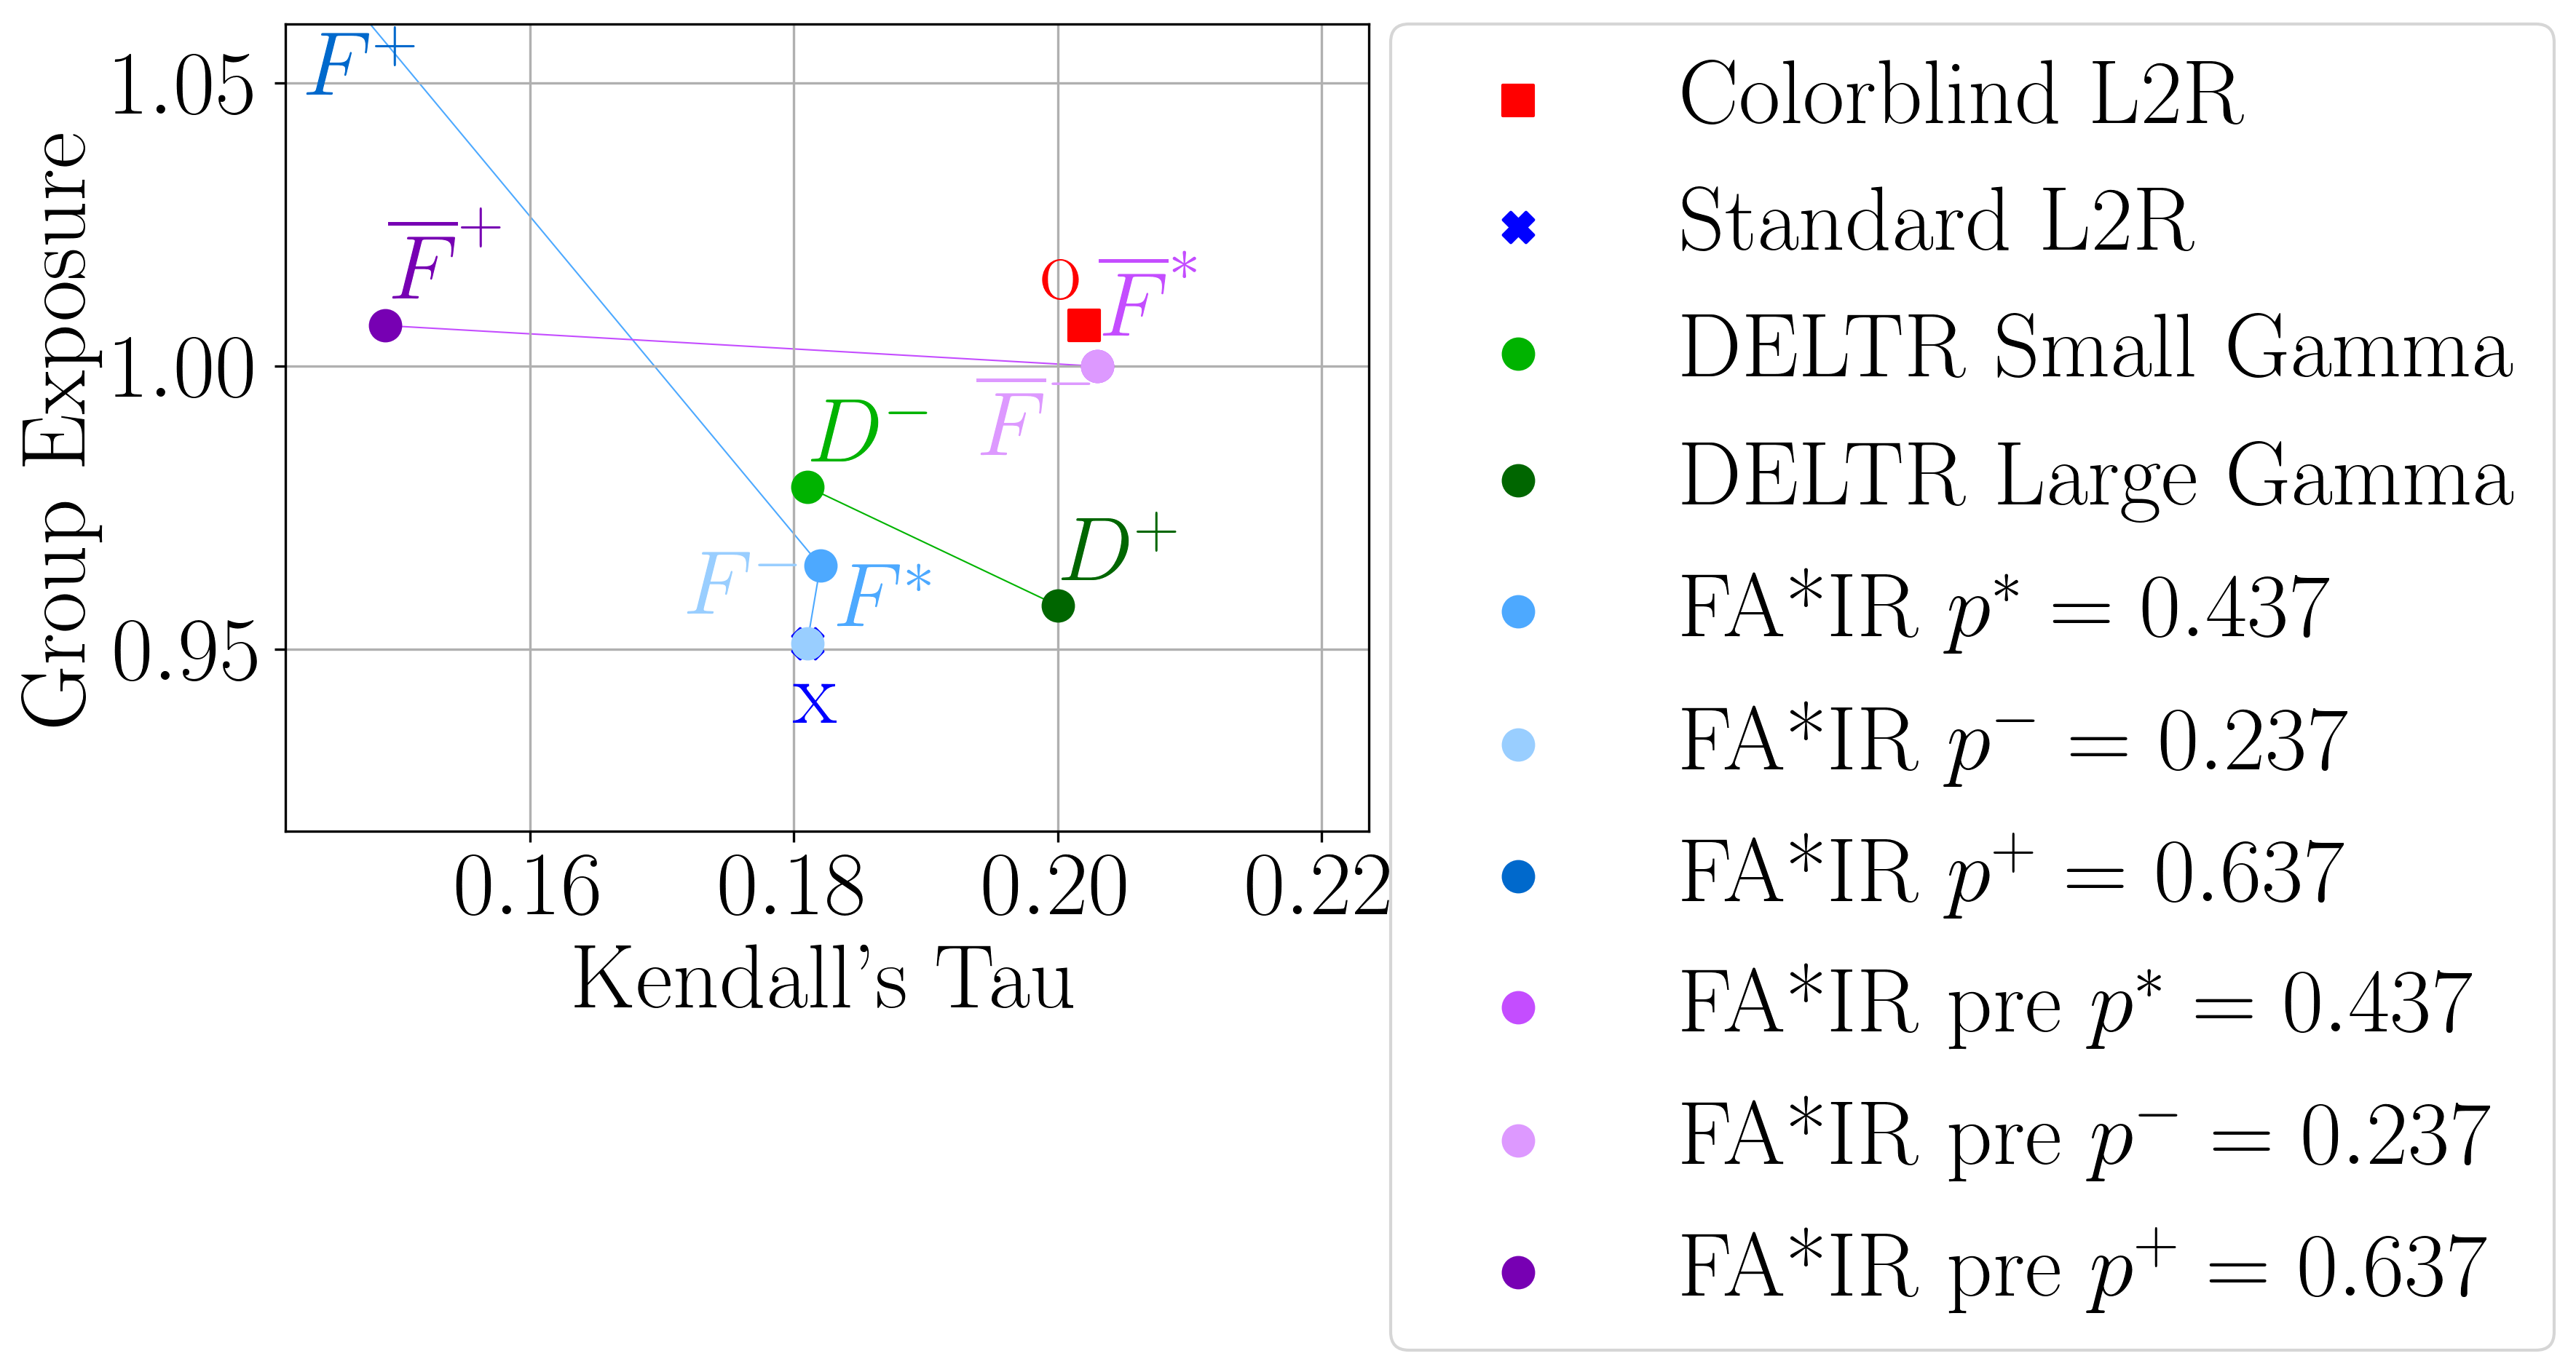 Group Exposure
1.05
1.00
0.95
0.16 0.18 0.20 0.22
Kendall's Tau
F⁺
F̅⁺
o
F̅*
F̅⁻
D⁻
D⁺
F⁻
F*
x
Colorblind L2R
Standard L2R
DELTR Small Gamma
DELTR Large Gamma
FA*IR p* = 0.437
FA*IR p⁻ = 0.237
FA*IR p⁺ = 0.637
FA*IR pre p* = 0.437
FA*IR pre p⁻ = 0.237
FA*IR pre p⁺ = 0.637